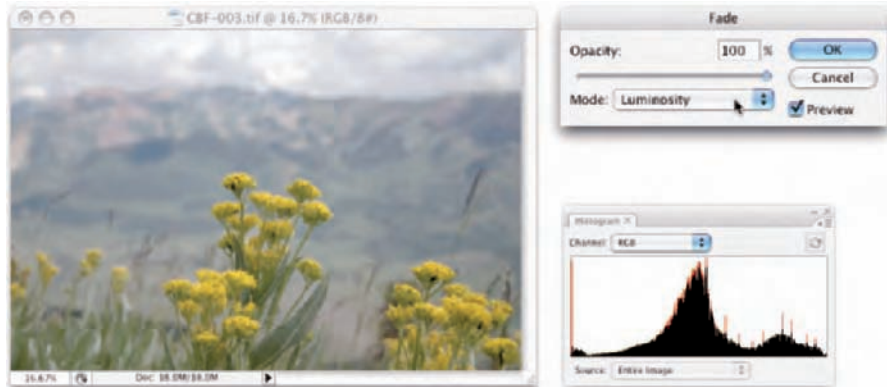 CBF-003.tif @ 16.7% (RGB/8#)
16.67%
Doc: 18.0M/18.0M
Fade
Opacity: 100 %
OK
Cancel
Mode: Luminosity
Preview
Histogram ×
Channel: RGB
Source: Entire Image